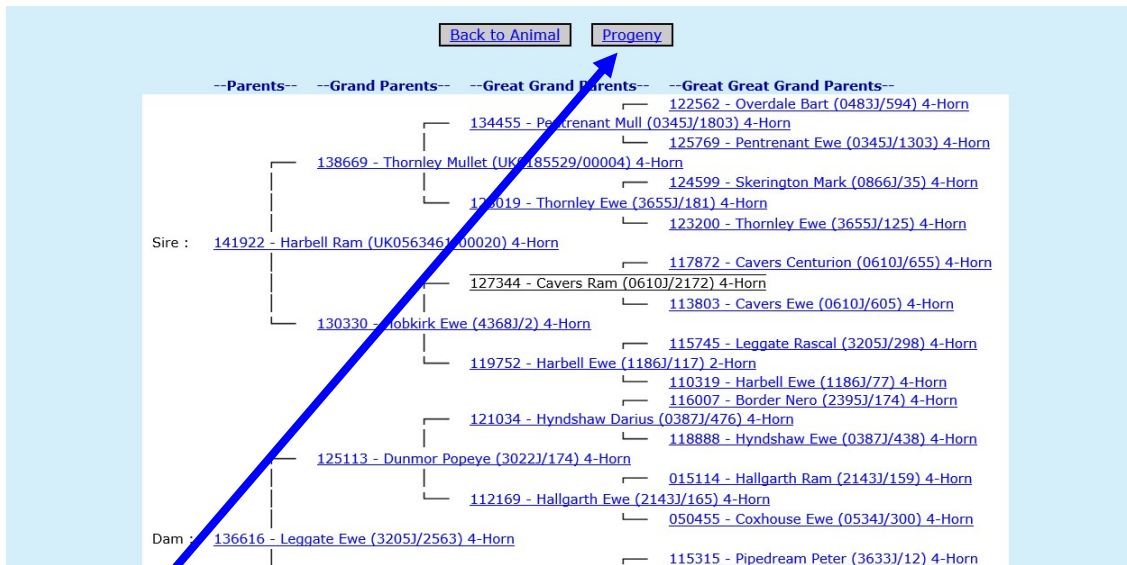 Back to Animal Progeny
--Parents-- --Grand Parents-- --Great Grand Parents-- --Great Great Grand Parents--
122562 - Overdale Bart (0483J/594) 4-Horn
134455 - Pentrenant Mull (0345J/1803) 4-Horn
125769 - Pentrenant Ewe (0345J/1303) 4-Horn
138669 - Thornley Mullet (UK0185529/00004) 4-Horn
124599 - Skerington Mark (0866J/35) 4-Horn
- Thornley Ewe (3655J/181) 4-Horn
123200 - Thornley Ewe (3655J/125) 4-Horn
Sire : 141922 - Harbell Ram (UK0563461/00020) 4-Horn
117872 - Cavers Centurion (0610J/655) 4-Horn
127344 - Cavers Ram (0610J/2172) 4-Horn
113803 - Cavers Ewe (0610J/605) 4-Horn
130330 - Hobkirk Ewe (4368J/2) 4-Horn
115745 - Leggate Rascal (3205J/298) 4-Horn
119752 - Harbell Ewe (1186J/117) 2-Horn
110319 - Harbell Ewe (1186J/77) 4-Horn
116007 - Border Nero (2395J/174) 4-Horn
121034 - Hyndshaw Darius (0387J/476) 4-Horn
118888 - Hyndshaw Ewe (0387J/438) 4-Horn
125113 - Dunmor Popeye (3022J/174) 4-Horn
015114 - Hallgarth Ram (2143J/159) 4-Horn
112169 - Hallgarth Ewe (2143J/165) 4-Horn
050455 - Coxhouse Ewe (0534J/300) 4-Horn
Dam : 136616 - Leggate Ewe (3205J/2563) 4-Horn
115315 - Pipedream Peter (3633J/12) 4-Horn